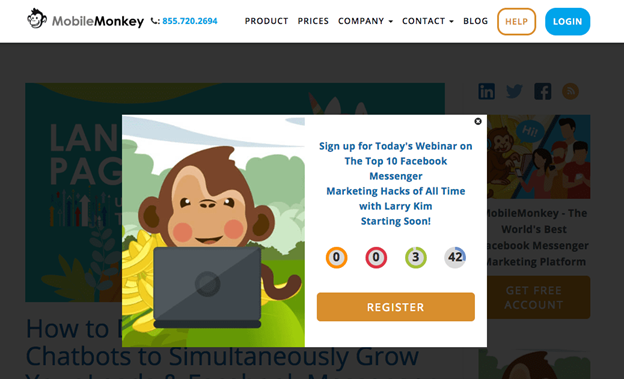 MobileMonkey
: 855.720.2694
PRODUCT PRICES COMPANY CONTACT BLOG HELP LOGIN
LAN
PAG
U
Hi!
Sign up for Today's Webinar on
The Top 10 Facebook
Messenger
Marketing Hacks of All Time
with Larry Kim
Starting Soon!
0 0 3 42
REGISTER
MobileMonkey - The
World's Best
Facebook Messenger
Marketing Platform
GET FREE
ACCOUNT
How to
Chatbots to Simultaneously Grow